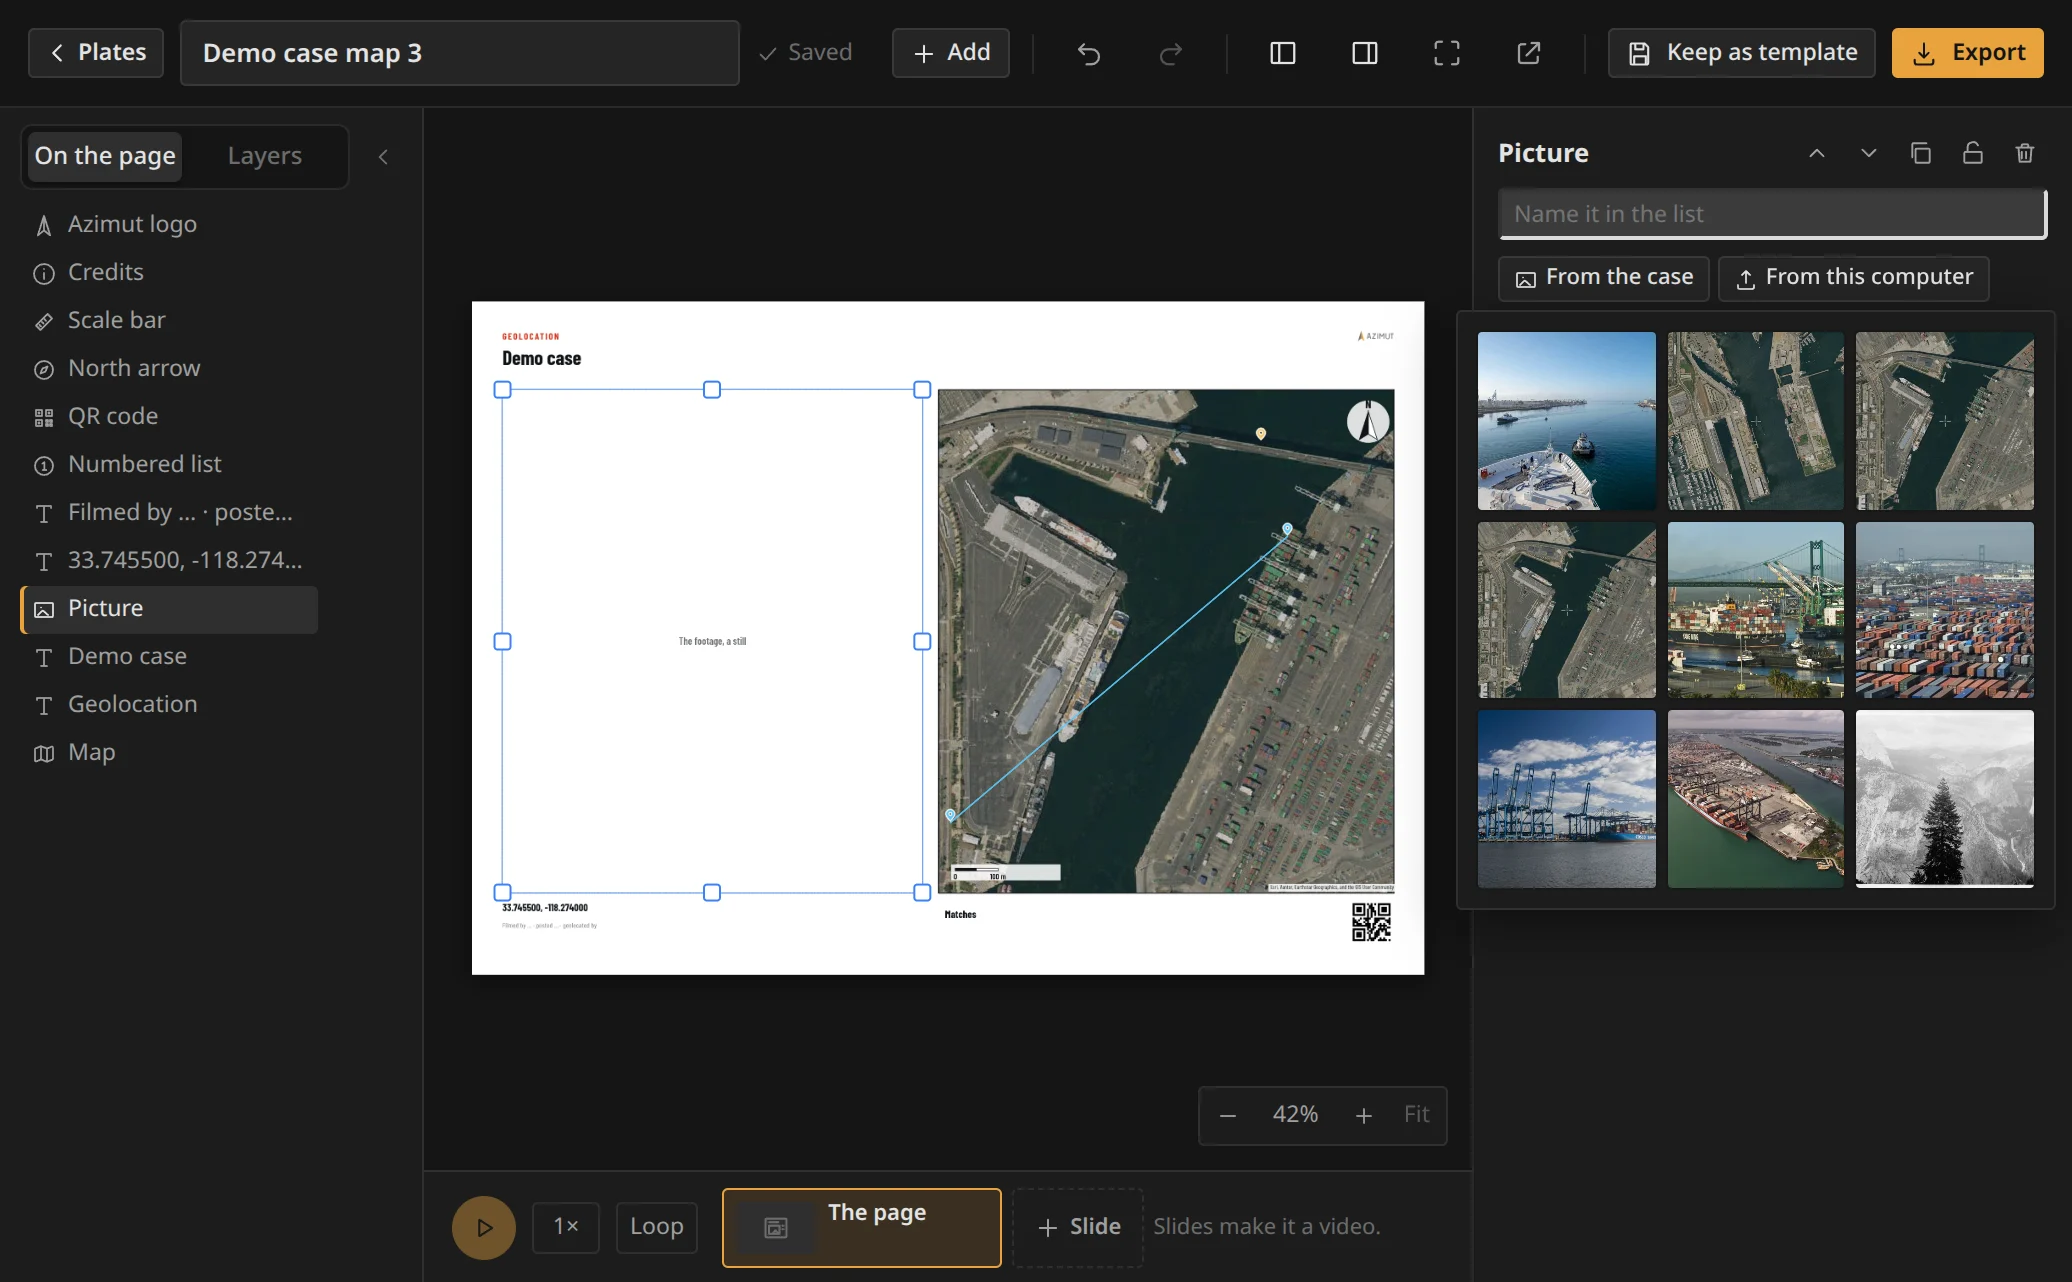 Plates
Demo case map 3
Saved
Add
Keep as template
Export
On the page
Layers
Azimut logo
Credits
Scale bar
North arrow
QR code
Numbered list
Filmed by ... · poste...
33.745500, -118.274...
Picture
Demo case
Geolocation
Map
GEOLOCATION
Demo case
AZIMUT
The footage, a still
N
0 100 m
33.745500, -118.274000
Matches
Picture
Name it in the list
From the case
From this computer
42%
Fit
1×
Loop
The page
Slide
Slides make it a video.